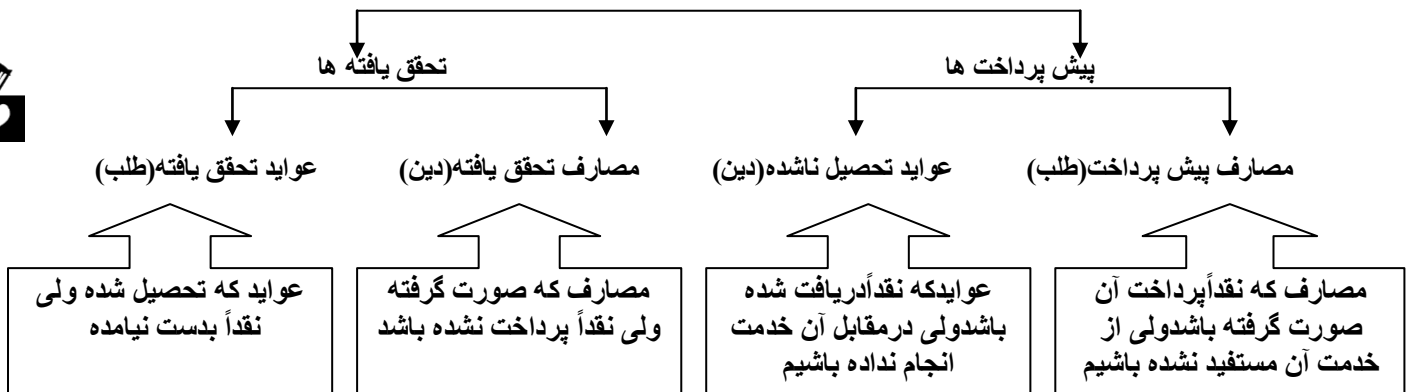 پیش پرداخت ها
تحقق یافته ها
مصارف پیش پرداخت(طلب)
عواید تحصیل ناشده(دین)
مصارف تحقق یافته(دین)
عواید تحقق یافته(طلب)
مصارف که نقداًپرداخت آن
صورت گرفته باشدولی از
خدمت آن مستفید نشده باشیم
عوایدکه نقداًدریافت شده
باشدولی درمقابل آن خدمت
انجام نداده باشیم
مصارف که صورت گرفته
ولی نقداً پرداخت نشده باشد
عواید که تحصیل شده ولی
نقداً بدست نیامده